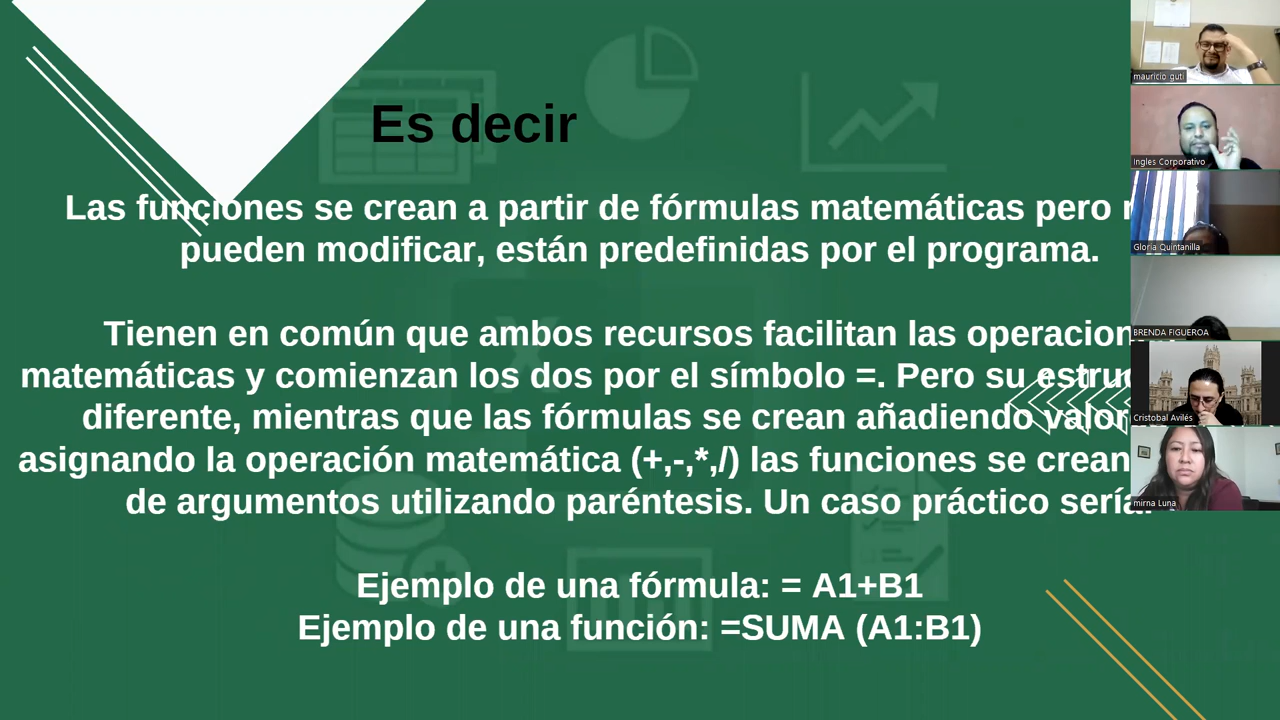 Es decir
Las funciones se crean a partir de fórmulas matemáticas pero
pueden modificar, están predefinidas por el programa.
Tienen en común que ambos recursos facilitan las
matemáticas y comienzan los dos por el símbolo =. Pero su
diferente, mientras que las fórmulas se crean añadiendo
asignando la operación matemática (+,-,*,/) las funciones se crean
de argumentos utilizando paréntesis. Un caso práctico sería:
Ejemplo de una fórmula: = A1+B1
Ejemplo de una función: =SUMA (A1:B1)
mauricio guti
Ingles Corporativo
Gloria Quintanilla
BRENDA FIGUEROA
Cristobal Avilés
mirna Luna